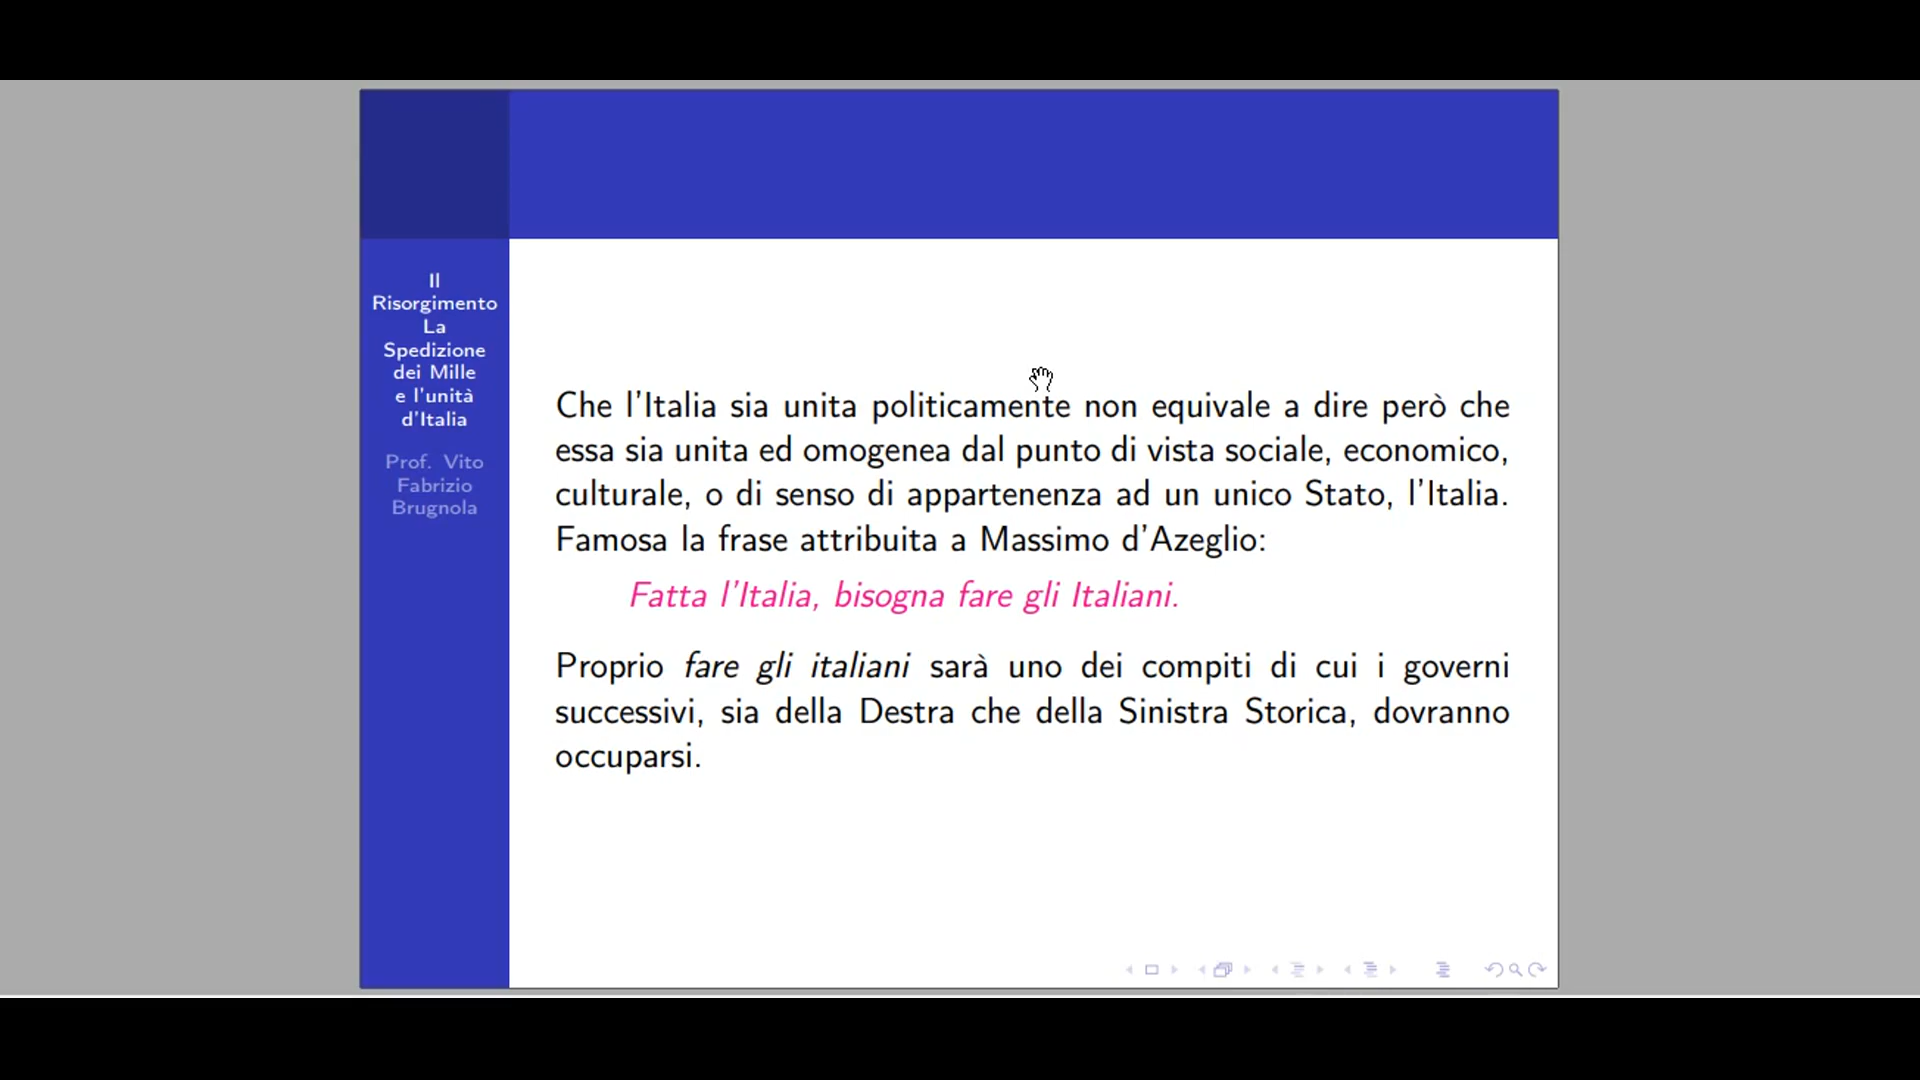 Il
Risorgimento
La
Spedizione
dei Mille
e l'unità
d'Italia
Prof. Vito
Fabrizio
Brugnola
Che l'Italia sia unita politicamente non equivale a dire però che
essa sia unita ed omogenea dal punto di vista sociale, economico,
culturale, o di senso di appartenenza ad un unico Stato, l'Italia.
Famosa la frase attribuita a Massimo d'Azeglio:
Fatta l'Italia, bisogna fare gli Italiani.
Proprio fare gli italiani sarà uno dei compiti di cui i governi
successivi, sia della Destra che della Sinistra Storica, dovranno
occuparsi.